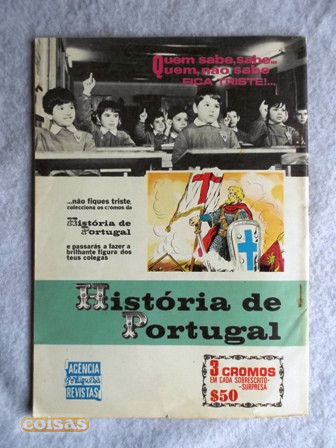 Quem sabe, sabe...
Quem, não sabe
FICA TRISTE!...
...não fiques triste,
colecciona os cromos da
História de
Portugal
e passarás a fazer a
brilhante figura dos
teus colegas
História de
Portugal
AGÊNCIA
portuguesa
REVISTAS
3 CROMOS
EM CADA SOBRESCRITO-
-SURPRESA
$50
coisas